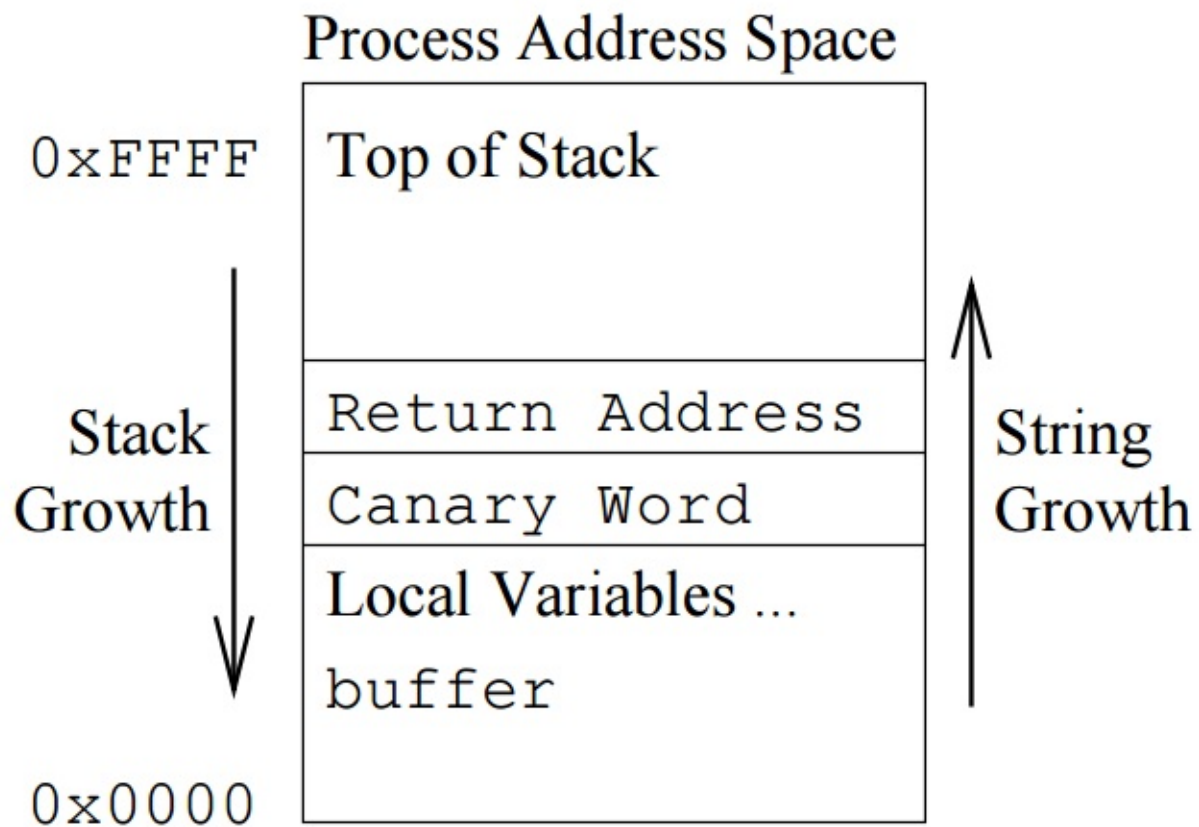 Process Address Space
0xFFFF
Top of Stack
Return Address
Stack
Growth
Canary Word
String
Growth
Local Variables ...
buffer
0x0000